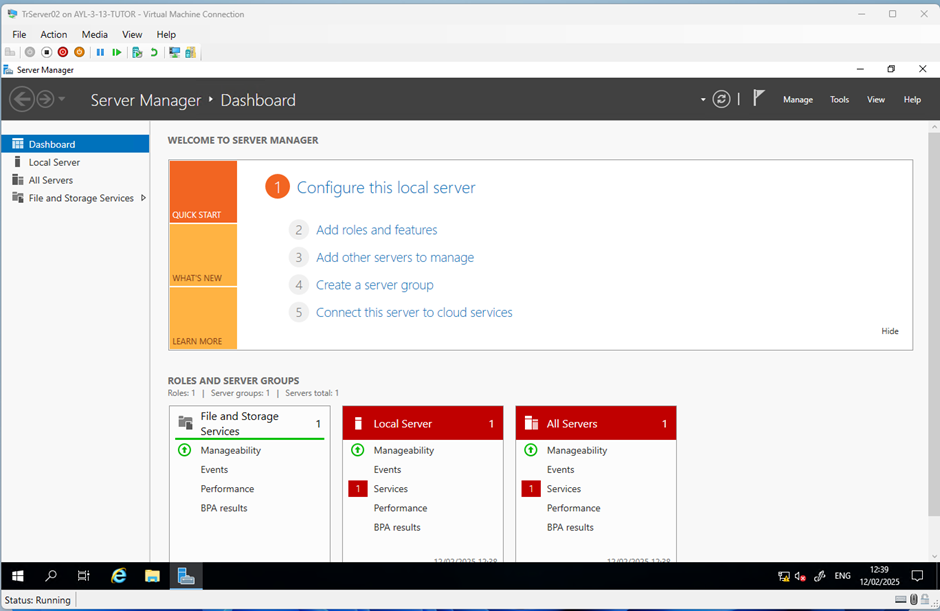 TrServer02 on AYL-3-13-TUTOR - Virtual Machine Connection
File Action Media View Help
Server Manager
Server Manager ‣ Dashboard
Manage Tools View Help
Dashboard
Local Server
All Servers
File and Storage Services
WELCOME TO SERVER MANAGER
QUICK START
WHAT'S NEW
LEARN MORE
1 Configure this local server
2 Add roles and features
3 Add other servers to manage
4 Create a server group
5 Connect this server to cloud services
Hide
ROLES AND SERVER GROUPS
Roles: 1 | Server groups: 1 | Servers total: 1
File and Storage
Services
1
Manageability
Events
Performance
BPA results
Local Server 1
Manageability
Events
1 Services
Performance
BPA results
12/02/2025 12:38
All Servers 1
Manageability
Events
1 Services
Performance
BPA results
12/02/2025 12:38
ENG
12:39
12/02/2025
Status: Running